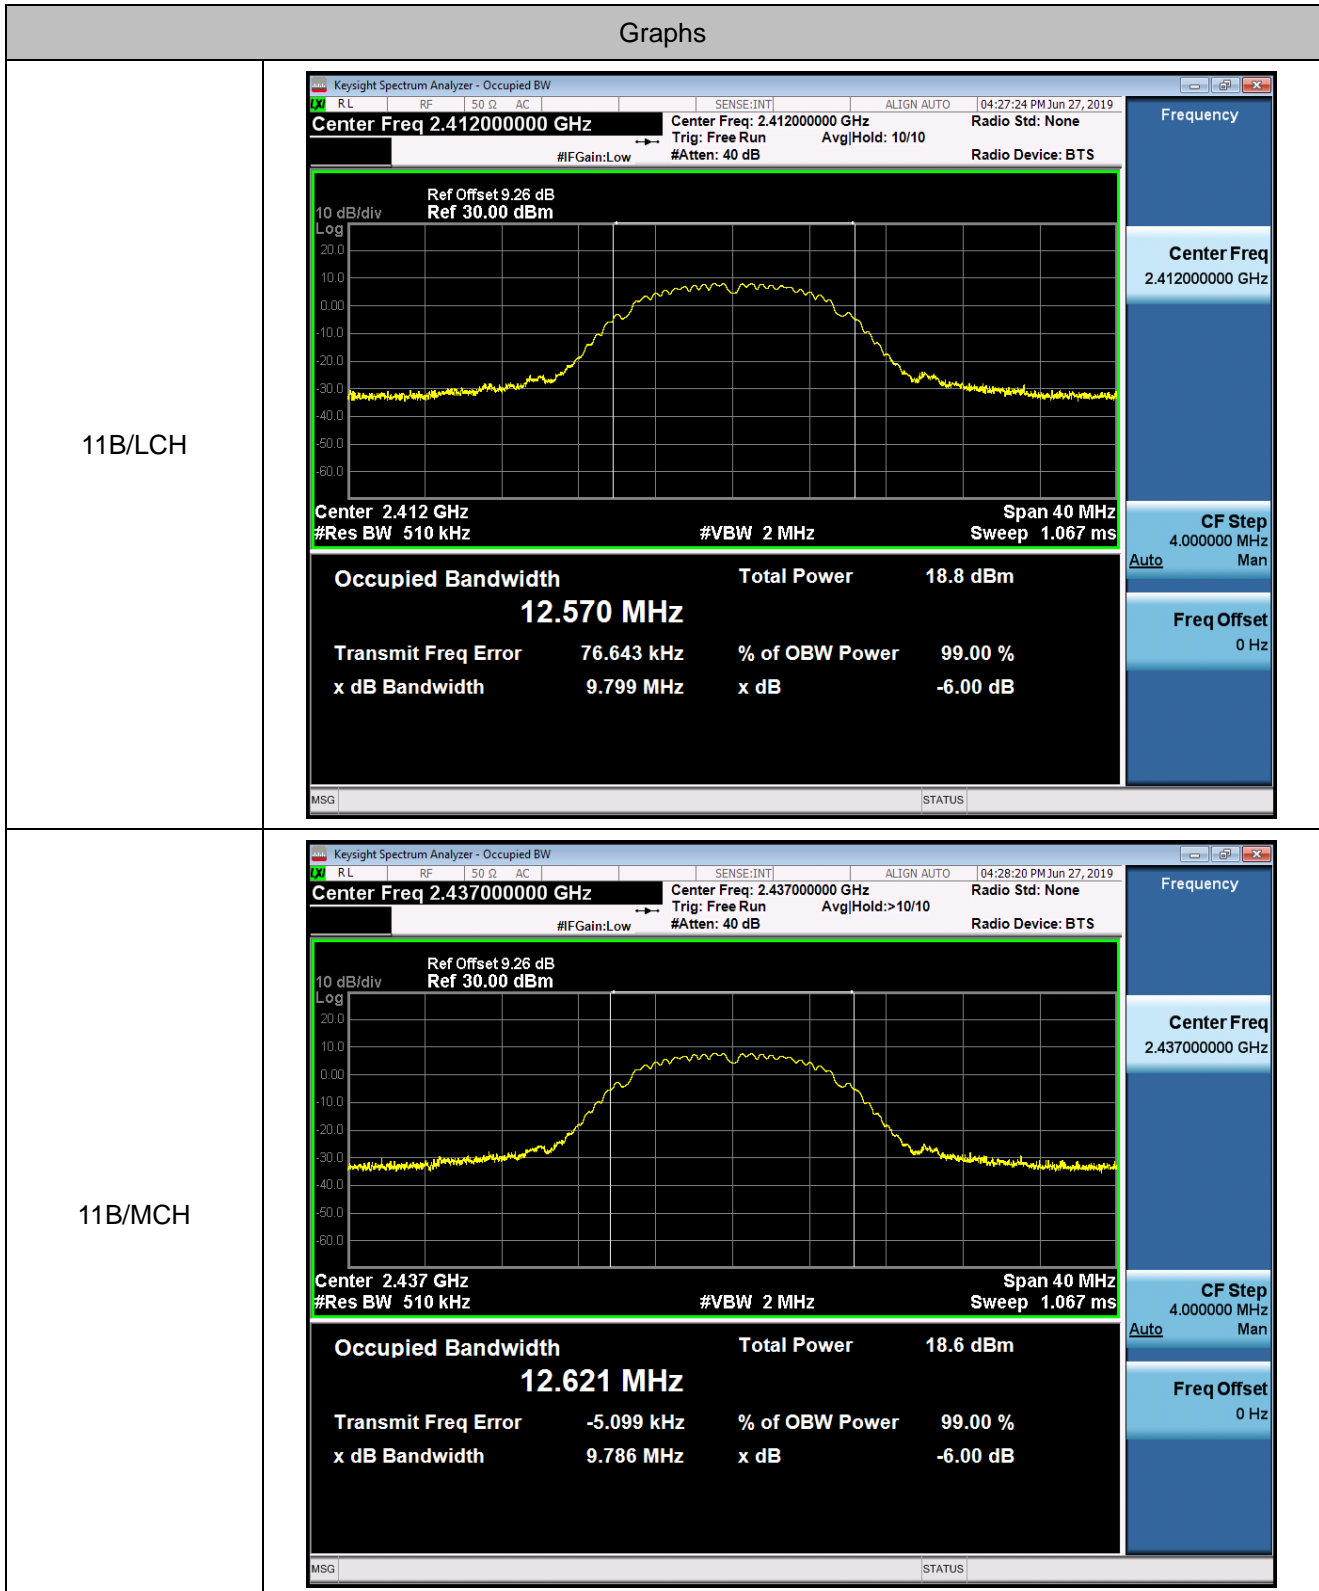 Graphs
11B/LCH
Keysight Spectrum Analyzer - Occupied BW
LXI RL RF 50 Ω AC SENSE:INT ALIGN AUTO 04:27:24 PM Jun 27, 2019
Center Freq 2.412000000 GHz
Center Freq: 2.412000000 GHz
Radio Std: None
Trig: Free Run Avg|Hold: 10/10
#IFGain:Low #Atten: 40 dB Radio Device: BTS
Ref Offset 9.26 dB
10 dB/div Ref 30.00 dBm
Log
20.0
10.0
0.00
-10.0
-20.0
-30.0
-40.0
-50.0
-60.0
Center 2.412 GHz Span 40 MHz
#Res BW 510 kHz #VBW 2 MHz Sweep 1.067 ms
Occupied Bandwidth Total Power 18.8 dBm
12.570 MHz
Transmit Freq Error 76.643 kHz % of OBW Power 99.00 %
x dB Bandwidth 9.799 MHz x dB -6.00 dB
MSG STATUS
Frequency
Center Freq
2.412000000 GHz
CF Step
4.000000 MHz
Auto Man
Freq Offset
0 Hz
11B/MCH
Keysight Spectrum Analyzer - Occupied BW
LXI RL RF 50 Ω AC SENSE:INT ALIGN AUTO 04:28:20 PM Jun 27, 2019
Center Freq 2.437000000 GHz
Center Freq: 2.437000000 GHz
Radio Std: None
Trig: Free Run Avg|Hold:>10/10
#IFGain:Low #Atten: 40 dB Radio Device: BTS
Ref Offset 9.26 dB
10 dB/div Ref 30.00 dBm
Log
20.0
10.0
0.00
-10.0
-20.0
-30.0
-40.0
-50.0
-60.0
Center 2.437 GHz Span 40 MHz
#Res BW 510 kHz #VBW 2 MHz Sweep 1.067 ms
Occupied Bandwidth Total Power 18.6 dBm
12.621 MHz
Transmit Freq Error -5.099 kHz % of OBW Power 99.00 %
x dB Bandwidth 9.786 MHz x dB -6.00 dB
MSG STATUS
Frequency
Center Freq
2.437000000 GHz
CF Step
4.000000 MHz
Auto Man
Freq Offset
0 Hz